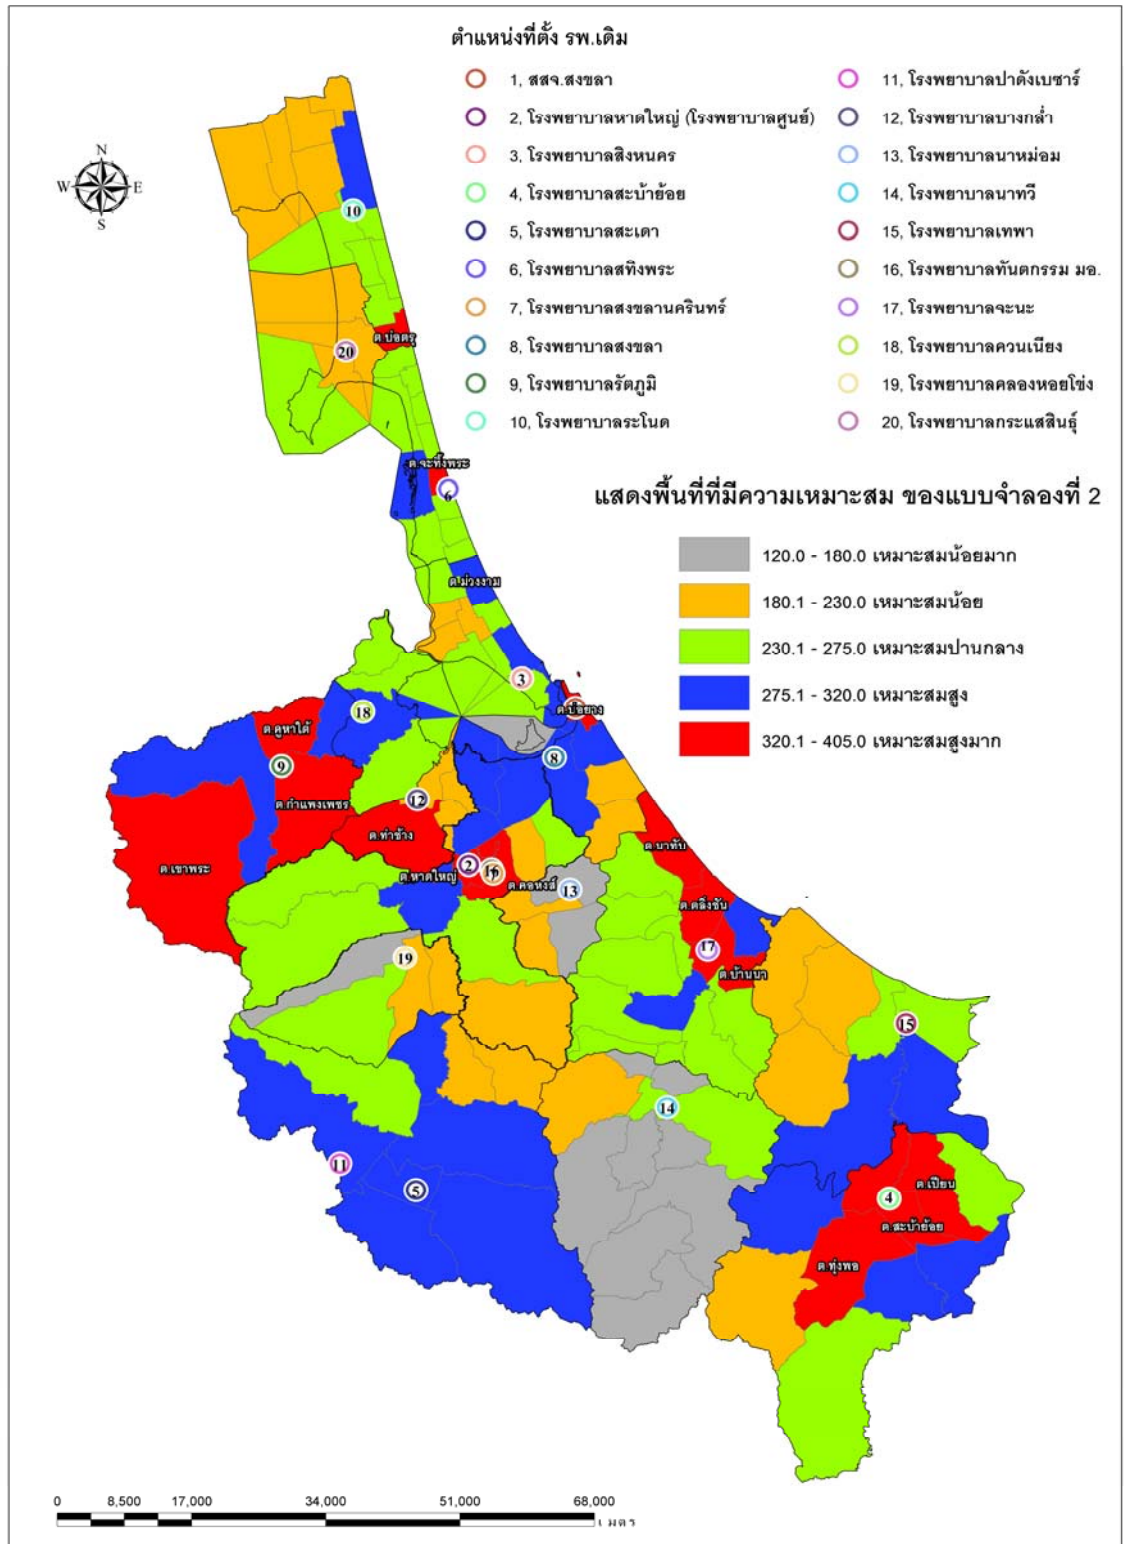 ตำแหน่งที่ตั้ง รพ.เดิม
1, สสจ.สงขลา
2, โรงพยาบาลหาดใหญ่ (โรงพยาบาลศูนย์)
3, โรงพยาบาลสิงหนคร
4, โรงพยาบาลสะบ้าย้อย
5, โรงพยาบาลสะเดา
6, โรงพยาบาลสทิงพระ
7, โรงพยาบาลสงขลานครินทร์
8, โรงพยาบาลสงขลา
9, โรงพยาบาลรัตภูมิ
10, โรงพยาบาลระโนด
11, โรงพยาบาลปาดังเบซาร์
12, โรงพยาบาลบางกล่ำ
13, โรงพยาบาลนาหม่อม
14, โรงพยาบาลนาทวี
15, โรงพยาบาลเทพา
16, โรงพยาบาลทันตกรรม มอ.
17, โรงพยาบาลจะนะ
18, โรงพยาบาลควนเนียง
19, โรงพยาบาลคลองหอยโข่ง
20, โรงพยาบาลกระแสสินธุ์
แสดงพื้นที่ที่มีความเหมาะสม ของแบบจำลองที่ 2
120.0 - 180.0 เหมาะสมน้อยมาก
180.1 - 230.0 เหมาะสมน้อย
230.1 - 275.0 เหมาะสมปานกลาง
275.1 - 320.0 เหมาะสมสูง
320.1 - 405.0 เหมาะสมสูงมาก
N
W
E
S
10
ต.บ่อตรุ
20
ต.จะทิ้งพระ
6
ต.ม่วงงาม
3
ต.บ่อยาง
18
ต.คูหาใต้
8
9
ต.กำแพงเพชร
12
ต.ท่าช้าง
ต.นาทับ
ต.เขาพระ
ต.หาดใหญ่
2
16
ต.คอหงส์
13
ต.ตลิ่งชัน
17
19
ต.บ้านนา
15
14
11
5
ต.เปียน
4
ต.สะบ้าย้อย
ต.ทุ่งพอ
0
8,500
17,000
34,000
51,000
68,000
เมตร